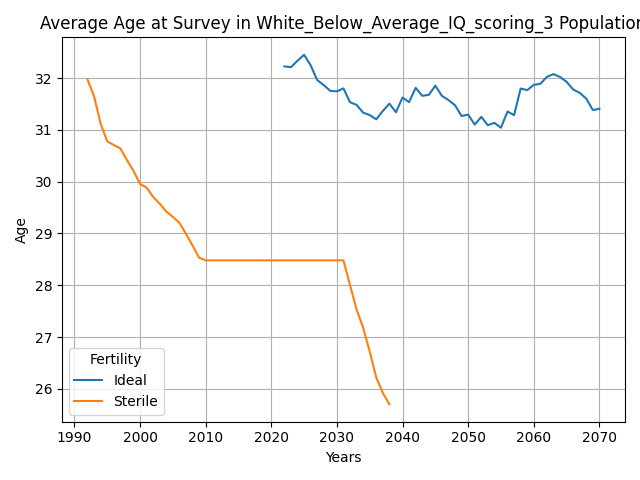 Average Age at Survey in White_Below_Average_IQ_scoring_3 Population
Age
32
31
30
29
28
27
26
Fertility
Ideal
Sterile
1990 2000 2010 2020 2030 2040 2050 2060 2070
Years